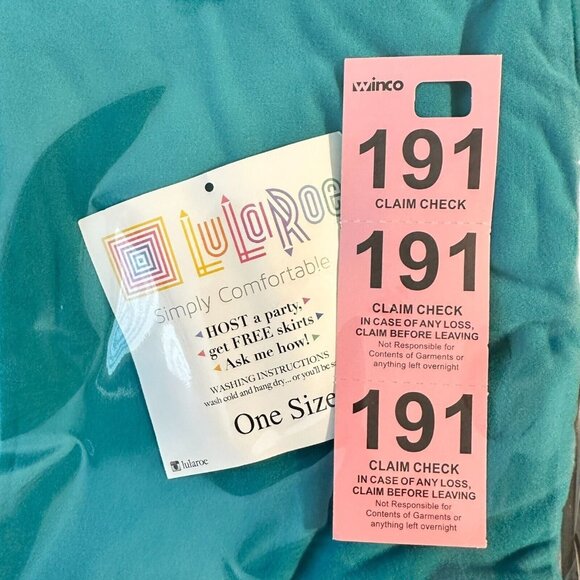 LuLaRoe
Simply Comfortable
HOST a party,
get FREE skirts
Ask me how!
WASHING INSTRUCTIONS
wash cold and hang dry... or you'll be
One Size
lularoe
winco
191
CLAIM CHECK
191
CLAIM CHECK
IN CASE OF ANY LOSS,
CLAIM BEFORE LEAVING
Not Responsible for
Contents of Garments or
anything left overnight
191
CLAIM CHECK
IN CASE OF ANY LOSS,
CLAIM BEFORE LEAVING
Not Responsible for
Contents of Garments or
anything left overnight